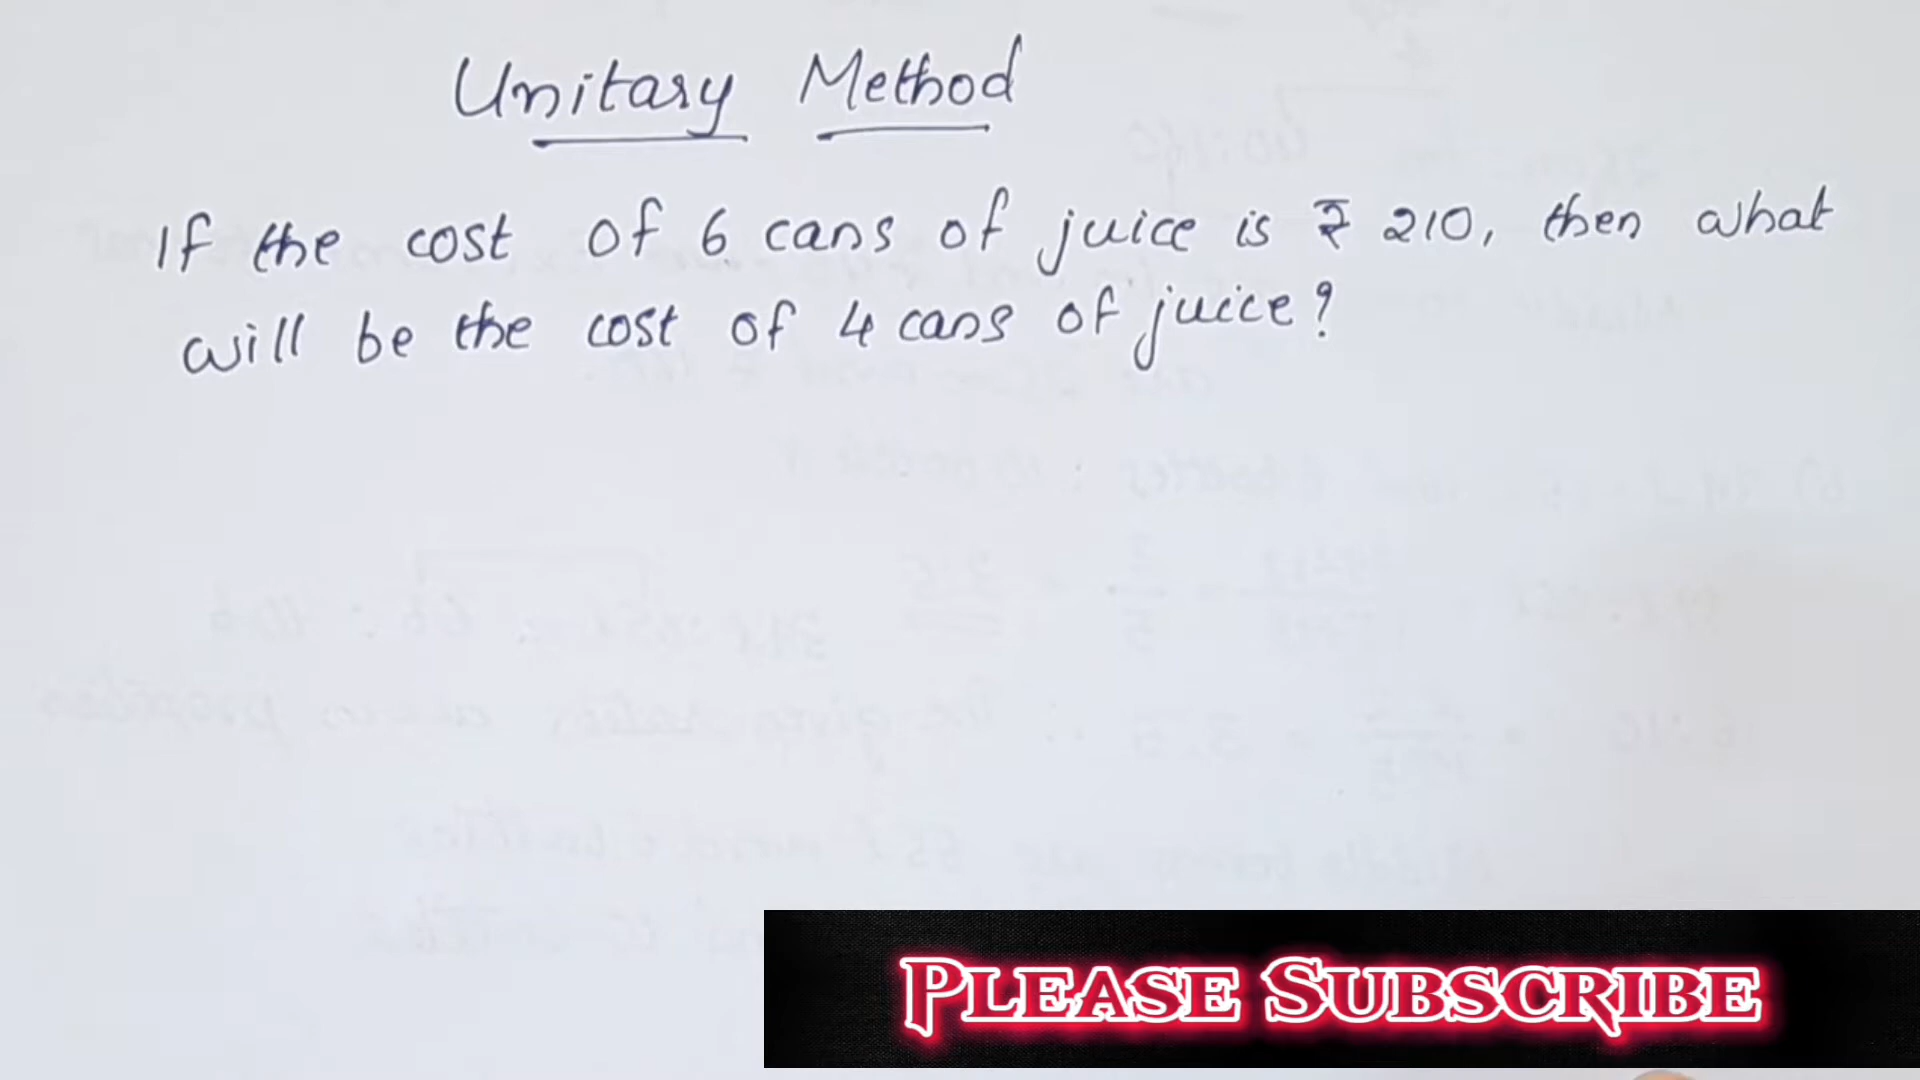 Unitary Method
If the cost of 6 cans of juice is ₹ 210, then what
will be the cost of 4 cans of juice?
PLEASE SUBSCRIBE